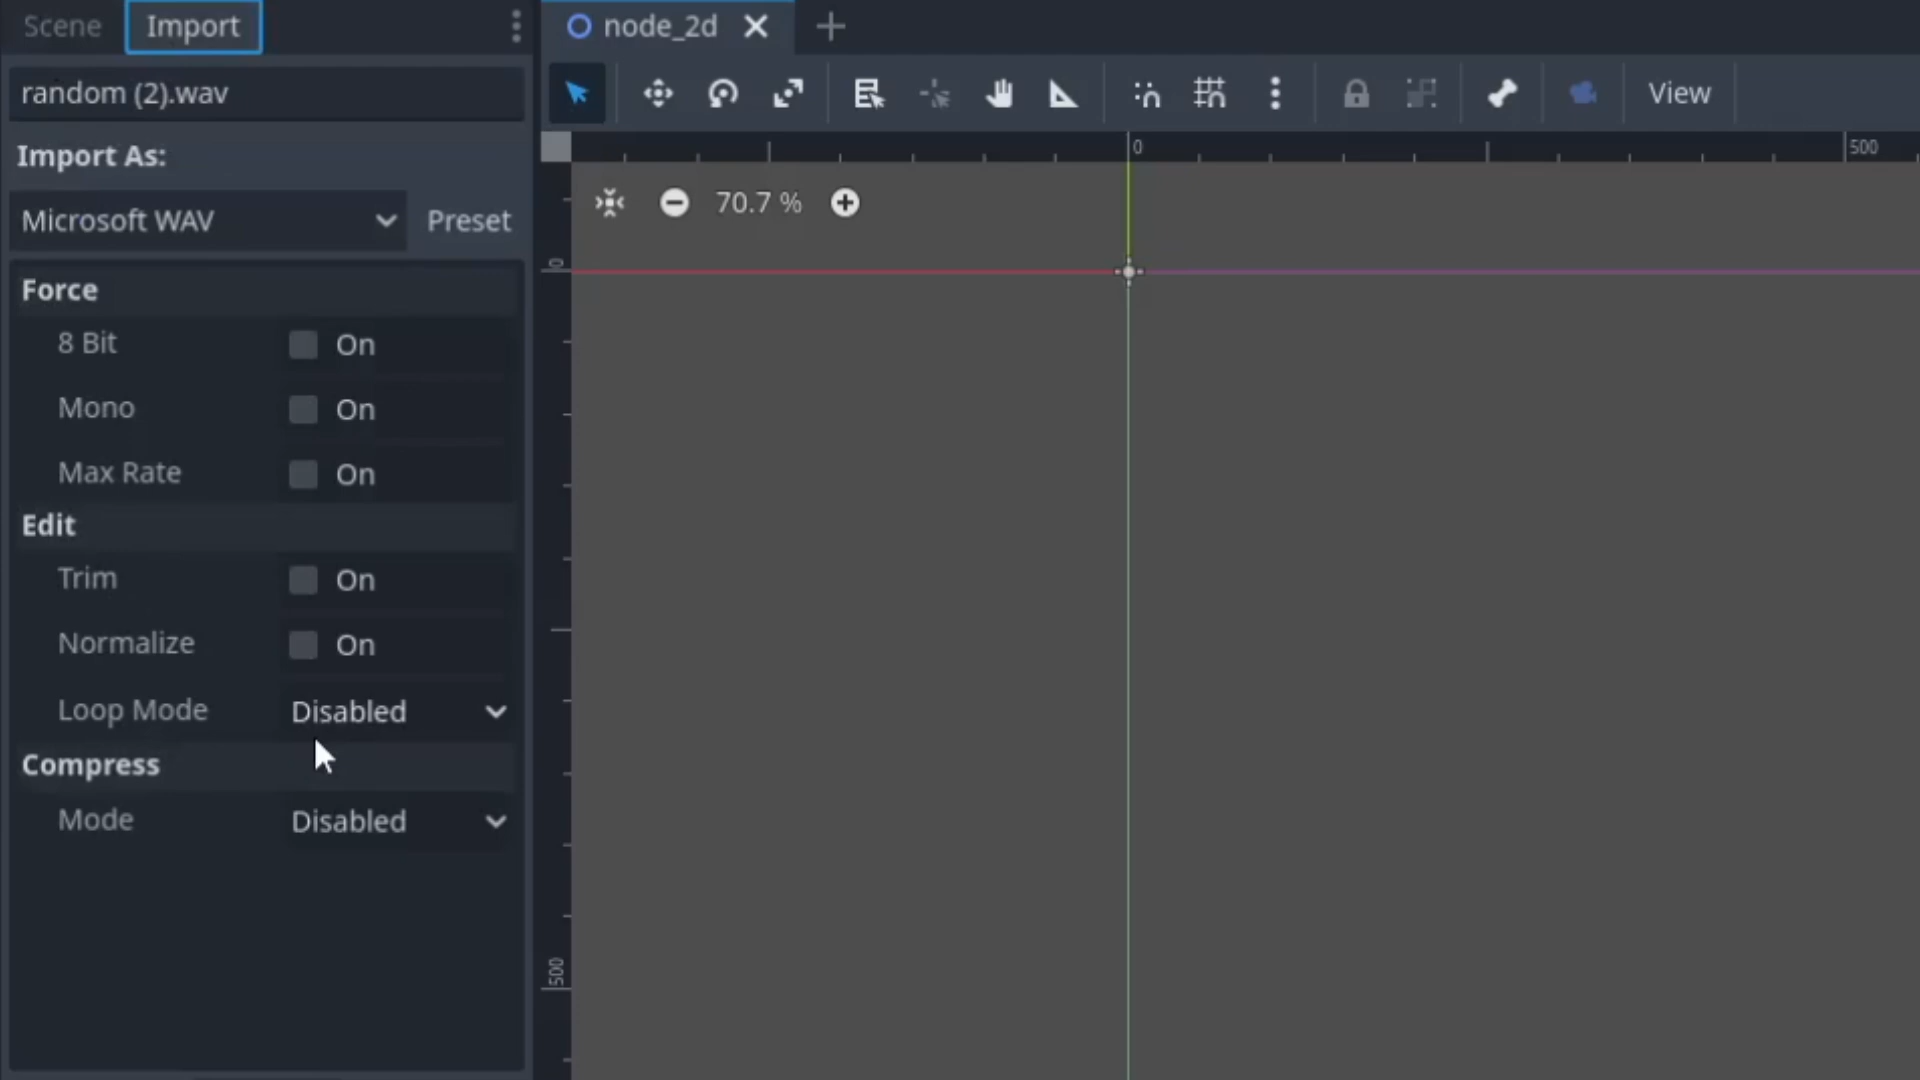 Scene Import
node_2d
random (2).wav
View
Import As:
Microsoft WAV Preset
0 500
70.7 %
0
500
Force
8 Bit On
Mono On
Max Rate On
Edit
Trim On
Normalize On
Loop Mode Disabled
Compress
Mode Disabled